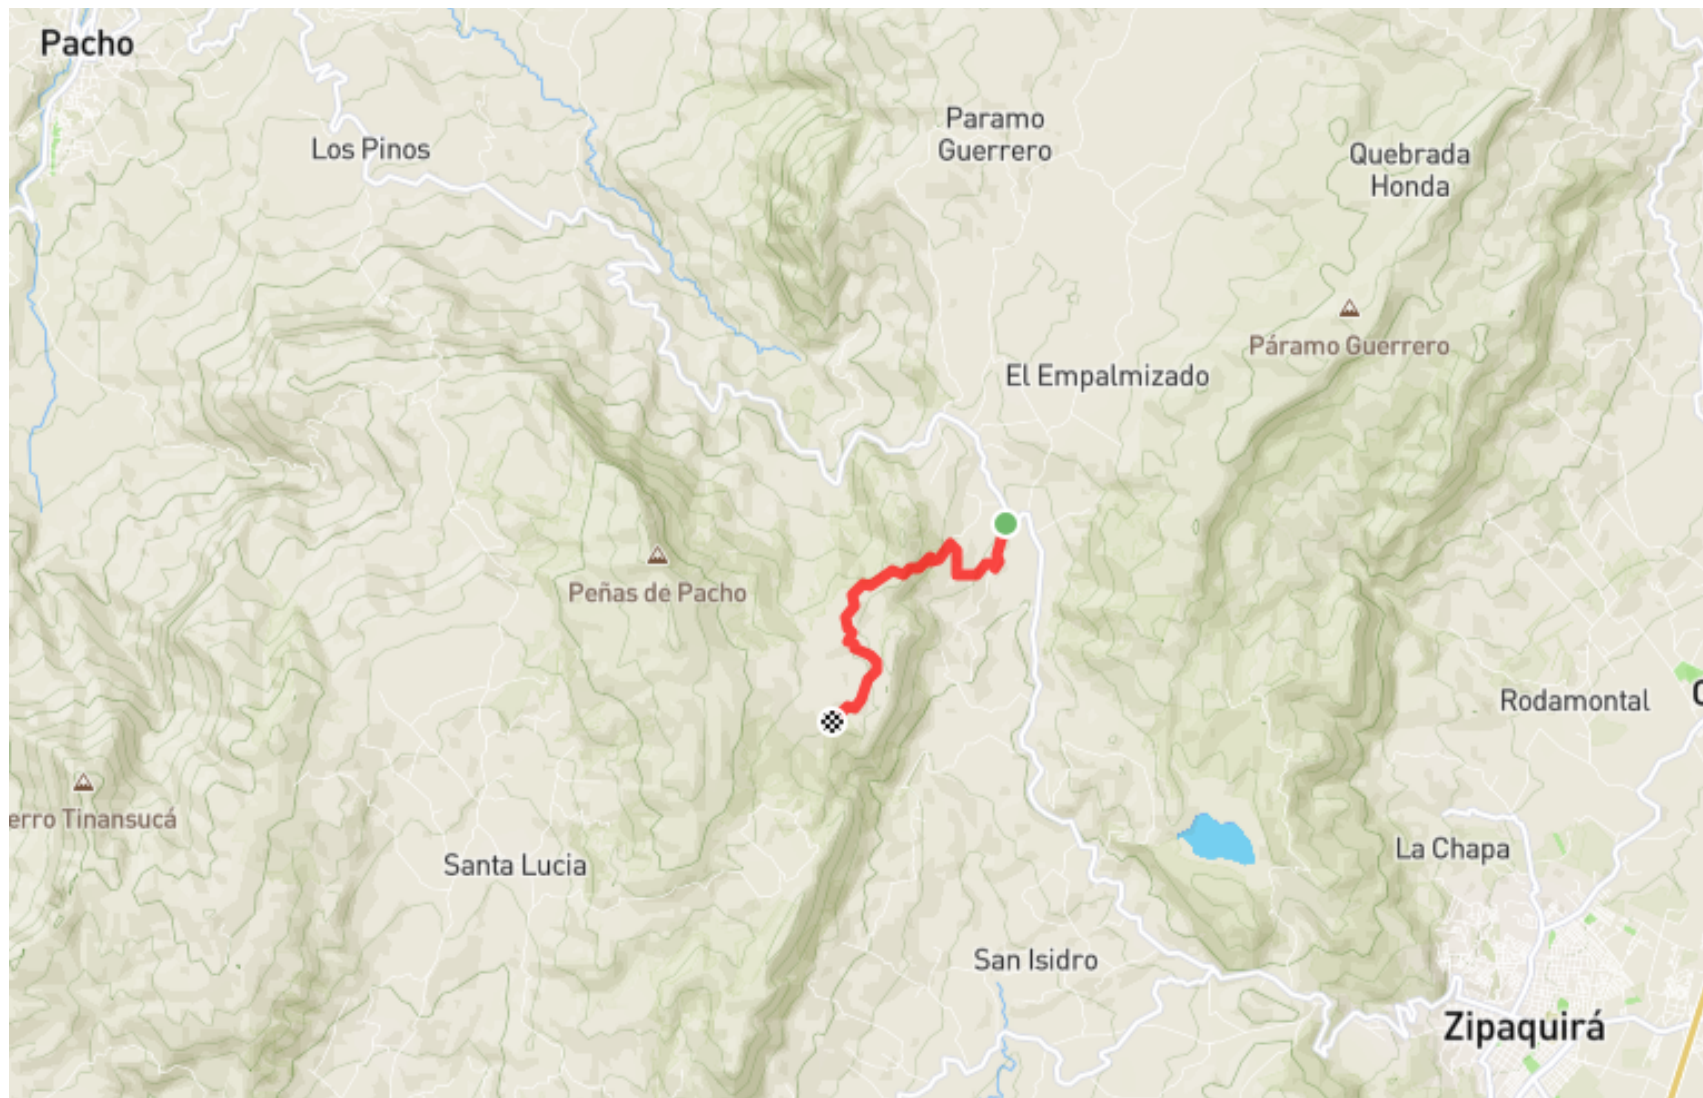 Pacho
Los Pinos
Paramo
Guerrero
Quebrada
Honda
Páramo Guerrero
El Empalmizado
Peñas de Pacho
Rodamontal
C
erro Tinansucá
La Chapa
Santa Lucia
San Isidro
Zipaquirá